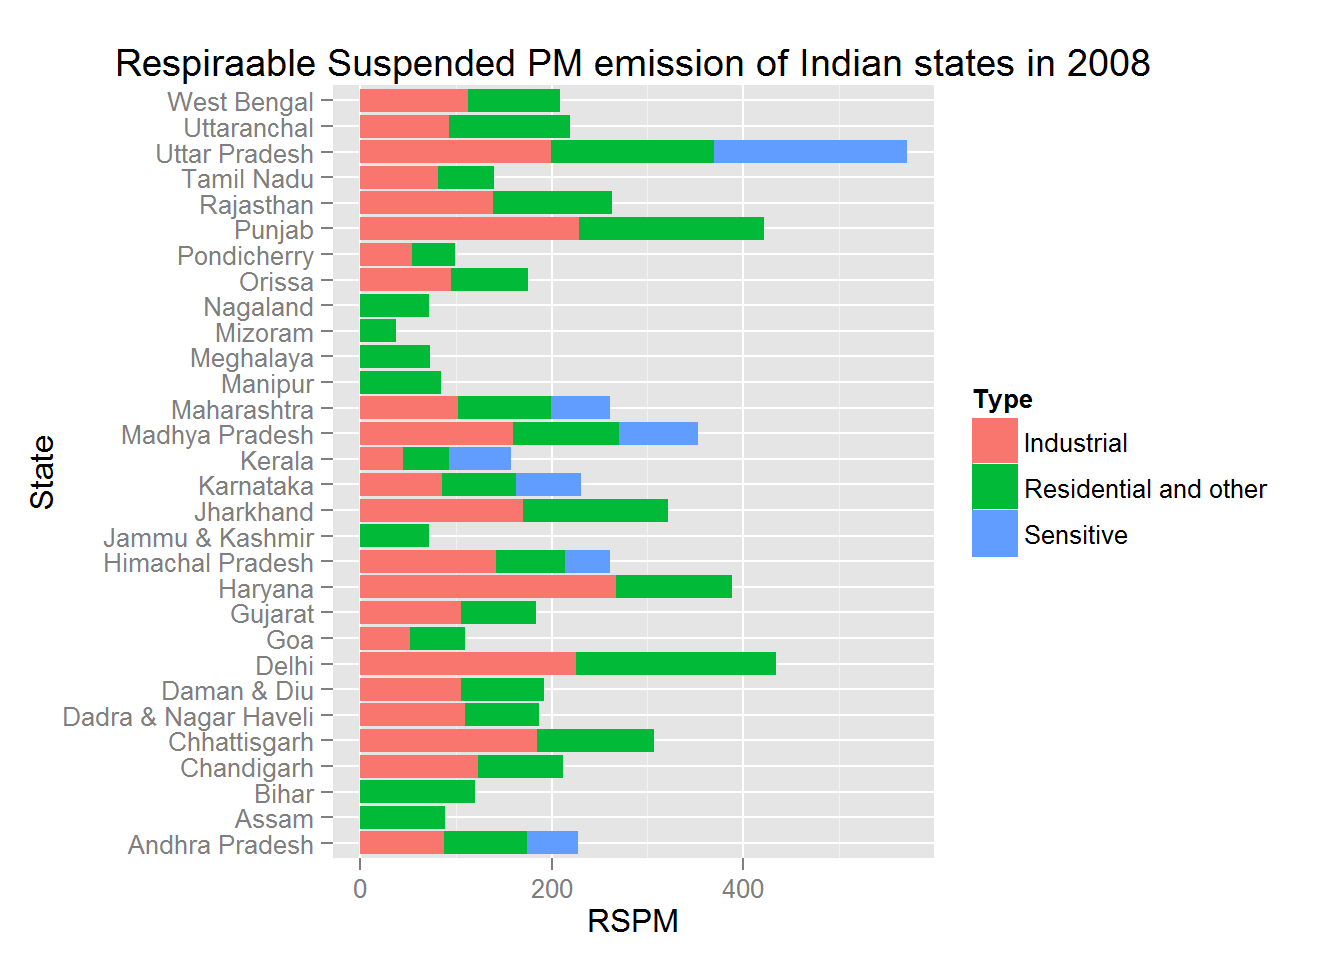 Respiraable Suspended PM emission of Indian states in 2008
West Bengal
Uttaranchal
Uttar Pradesh
Tamil Nadu
Rajasthan
Punjab
Pondicherry
Orissa
Nagaland
Mizoram
Meghalaya
Manipur
Maharashtra
Madhya Pradesh
Kerala
Karnataka
Jharkhand
Jammu & Kashmir
Himachal Pradesh
Haryana
Gujarat
Goa
Delhi
Daman & Diu
Dadra & Nagar Haveli
Chhattisgarh
Chandigarh
Bihar
Assam
Andhra Pradesh
State
0 200 400
RSPM
Type
Industrial
Residential and other
Sensitive